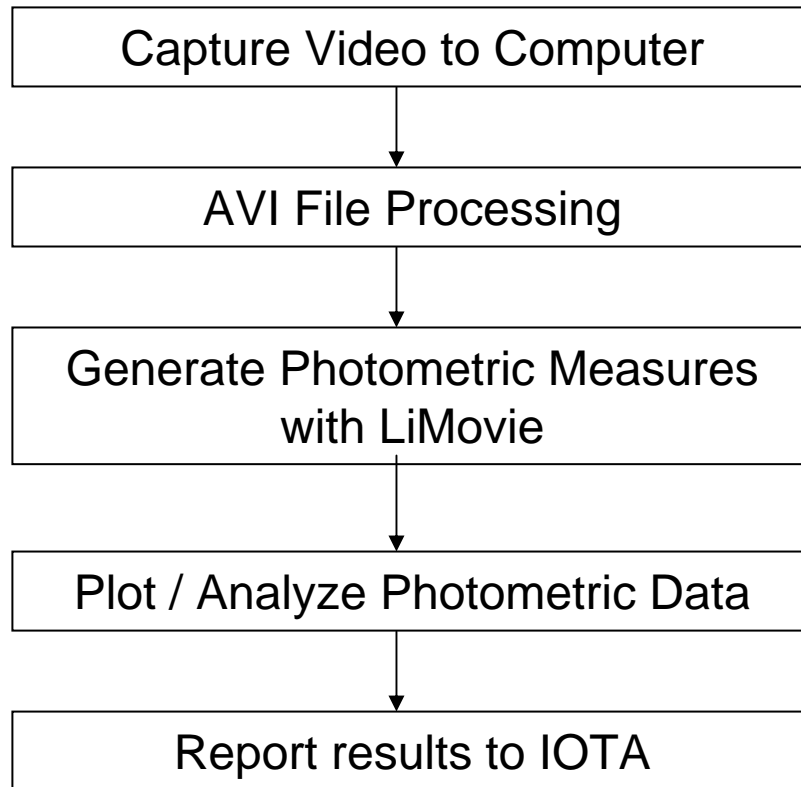 Capture Video to Computer
AVI File Processing
Generate Photometric Measures
with LiMovie
Plot / Analyze Photometric Data
Report results to IOTA